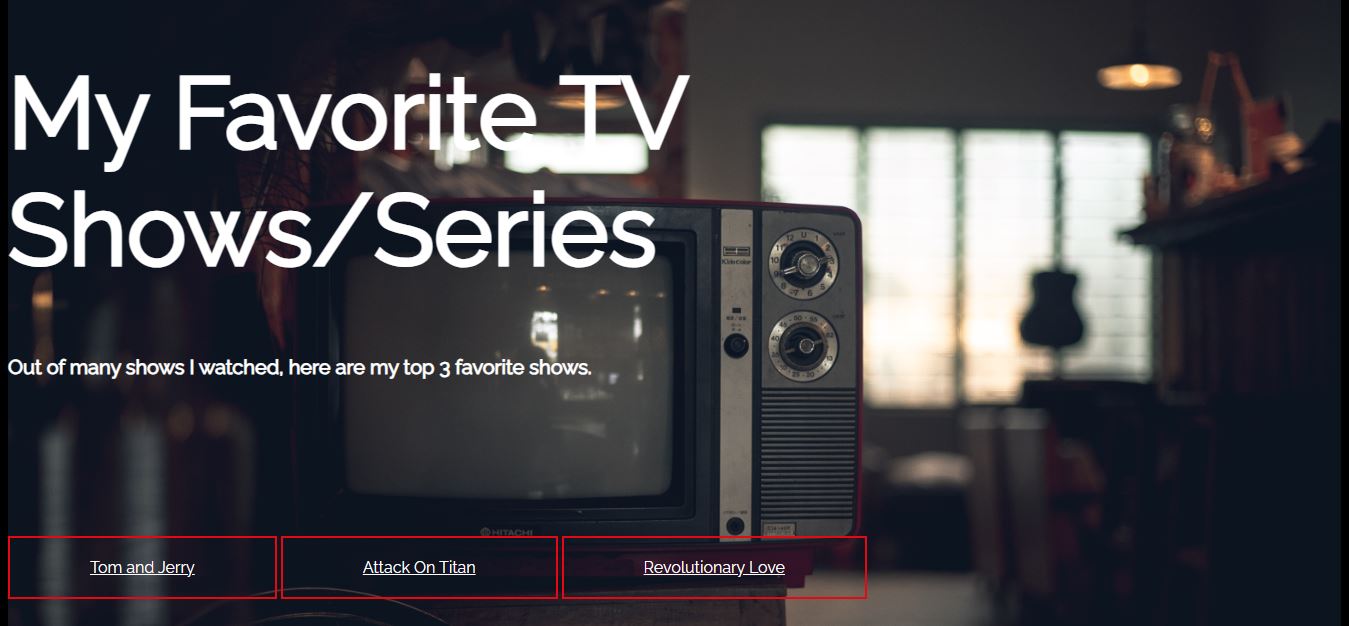 My Favorite TV
Shows/Series
Out of many shows I watched, here are my top 3 favorite shows.
HITACHI
Tom and Jerry
Attack On Titan
Revolutionary Love